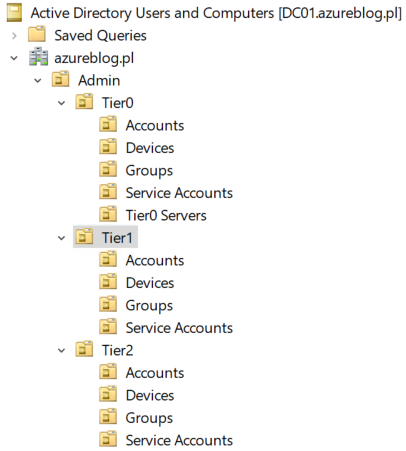 Active Directory Users and Computers [DC01.azureblog.pl]
Saved Queries
azureblog.pl
Admin
Tier0
Accounts
Devices
Groups
Service Accounts
Tier0 Servers
Tier1
Accounts
Devices
Groups
Service Accounts
Tier2
Accounts
Devices
Groups
Service Accounts